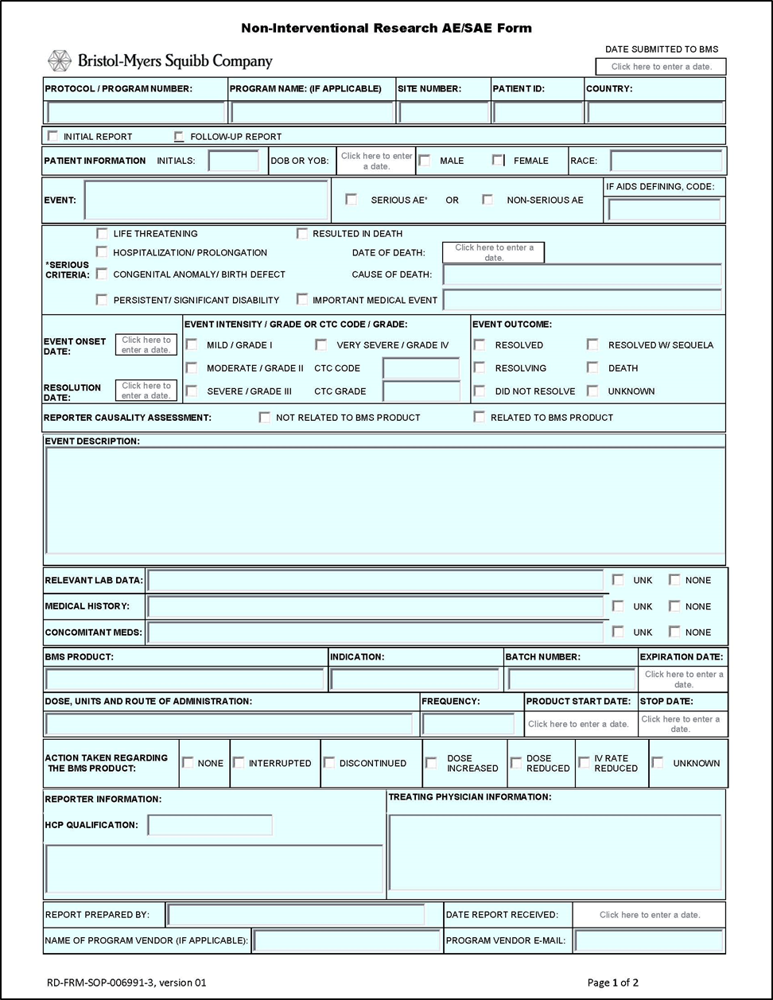 Non-Interventional Research AE/SAE Form
DATE SUBMITTED TO BMS
Bristol-Myers Squibb Company
Click here to enter a date.
PROTOCOL / PROGRAM NUMBER: PROGRAM NAME: (IF APPLICABLE) SITE NUMBER: PATIENT ID: COUNTRY:
INITIAL REPORT FOLLOW-UP REPORT
PATIENT INFORMATION INITIALS: DOB OR YOB: Click here to enter a date. MALE FEMALE RACE:
EVENT: SERIOUS AE* OR NON-SERIOUS AE IF AIDS DEFINING, CODE:
*SERIOUS CRITERIA:
LIFE THREATENING RESULTED IN DEATH
HOSPITALIZATION/ PROLONGATION DATE OF DEATH: Click here to enter a date.
CONGENITAL ANOMALY/ BIRTH DEFECT CAUSE OF DEATH:
PERSISTENT/ SIGNIFICANT DISABILITY IMPORTANT MEDICAL EVENT
EVENT INTENSITY / GRADE OR CTC CODE / GRADE: EVENT OUTCOME:
EVENT ONSET DATE: Click here to enter a date. MILD / GRADE I VERY SEVERE / GRADE IV RESOLVED RESOLVED W/ SEQUELA
MODERATE / GRADE II CTC CODE RESOLVING DEATH
RESOLUTION DATE: Click here to enter a date. SEVERE / GRADE III CTC GRADE DID NOT RESOLVE UNKNOWN
REPORTER CAUSALITY ASSESSMENT: NOT RELATED TO BMS PRODUCT RELATED TO BMS PRODUCT
EVENT DESCRIPTION:
RELEVANT LAB DATA: UNK NONE
MEDICAL HISTORY: UNK NONE
CONCOMITANT MEDS: UNK NONE
BMS PRODUCT: INDICATION: BATCH NUMBER: EXPIRATION DATE:
Click here to enter a date.
DOSE, UNITS AND ROUTE OF ADMINISTRATION: FREQUENCY: PRODUCT START DATE: STOP DATE:
Click here to enter a date. Click here to enter a date.
ACTION TAKEN REGARDING THE BMS PRODUCT: NONE INTERRUPTED DISCONTINUED DOSE INCREASED DOSE REDUCED IV RATE REDUCED UNKNOWN
REPORTER INFORMATION: TREATING PHYSICIAN INFORMATION:
HCP QUALIFICATION:
REPORT PREPARED BY: DATE REPORT RECEIVED: Click here to enter a date.
NAME OF PROGRAM VENDOR (IF APPLICABLE): PROGRAM VENDOR E-MAIL:
RD-FRM-SOP-006991-3, version 01 Page 1 of 2